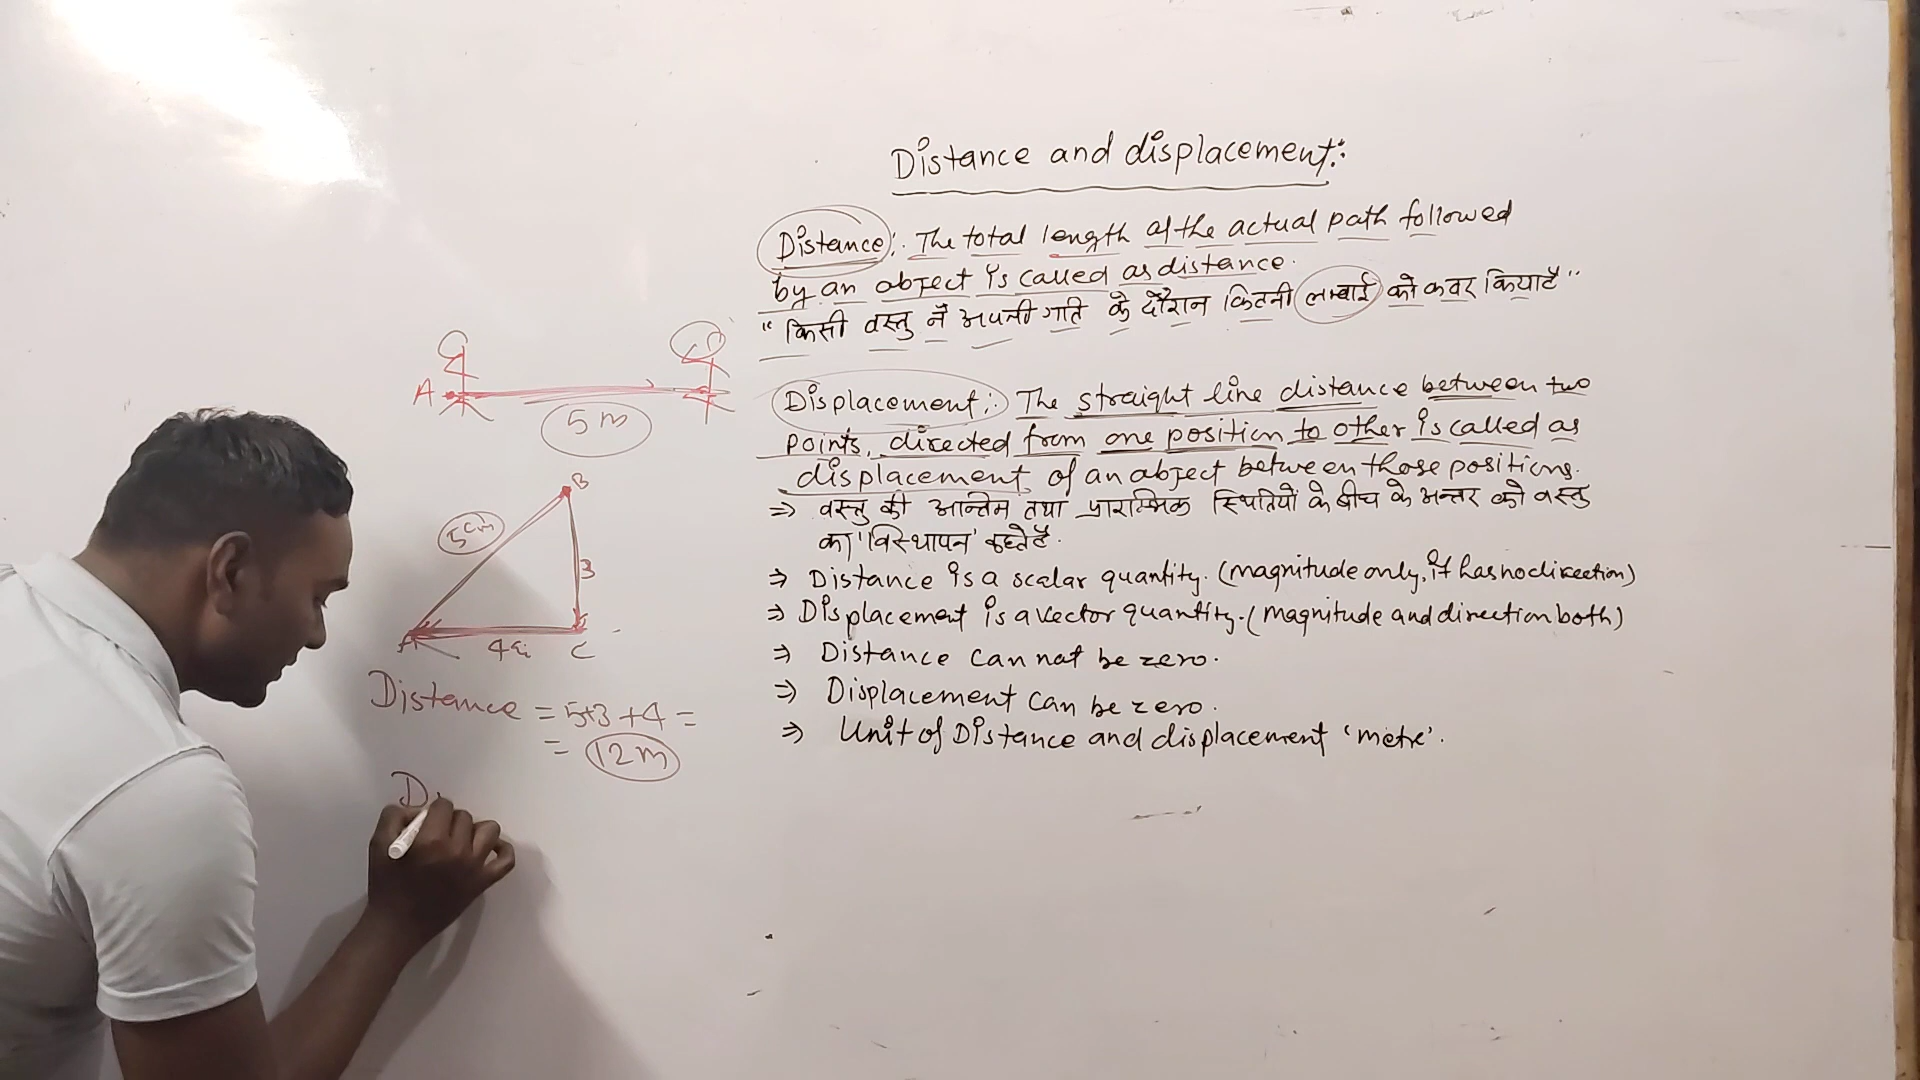 Distance and displacement:
Distance: The total length of the actual path followed
by an object is called as distance.
"किसी वस्तु नें अपनी गति के दौरान कितनी लम्बाई को कवर किया है"
Displacement: The straight line distance between two
points, directed from one position to other is called as
displacement of an object between those positions.
⇒ वस्तु की अन्तिम तथा प्रारम्भिक स्थितियों के बीच के अन्तर को वस्तु
का 'विस्थापन' कहते है.
⇒ Distance is a scalar quantity. (magnitude only, it has no direction)
⇒ Displacement is a vector quantity. (magnitude and direction both)
⇒ Distance can not be zero.
⇒ Displacement can be zero.
⇒ Unit of Distance and displacement 'metre'.
A
5 m
B
5 cm
3
A
4
C
Distance = 5+3+4 =
= 12m
D